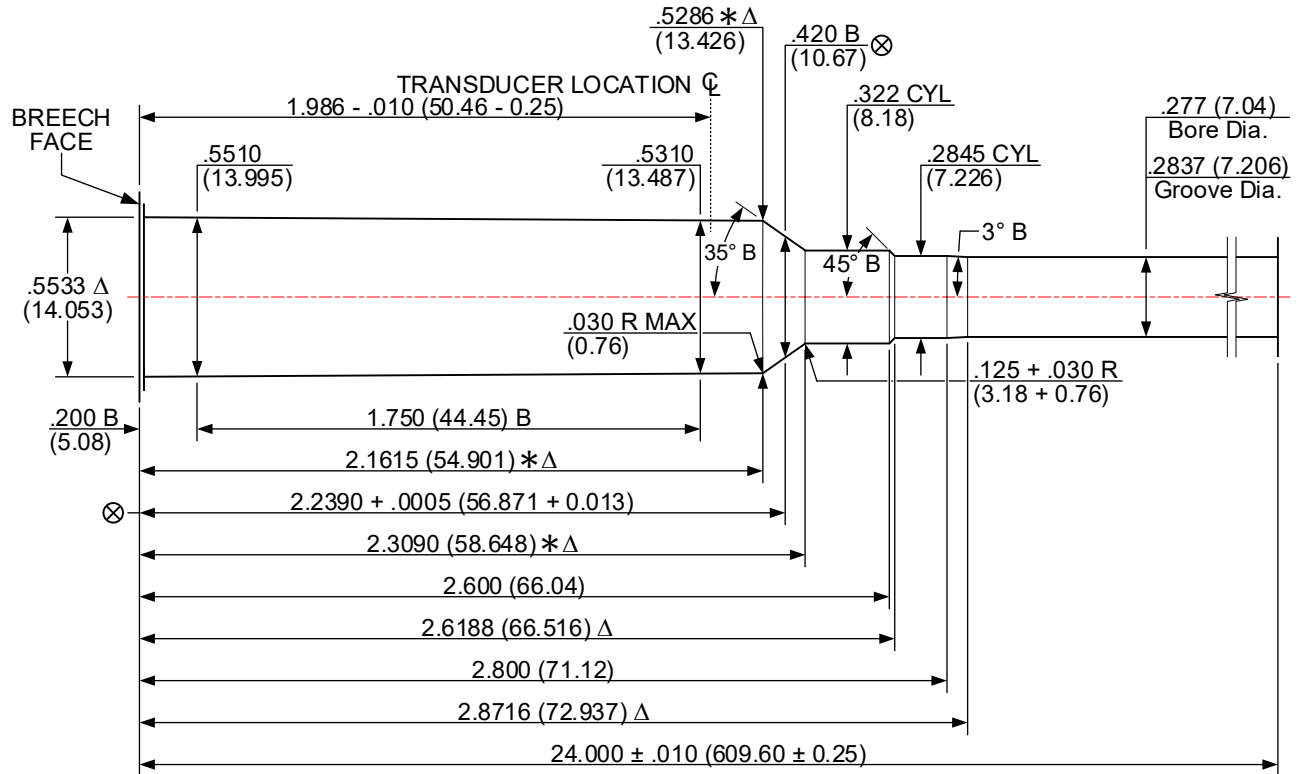 .5286 ∗ Δ
(13.426)
.420 B ⊗
(10.67)
TRANSDUCER LOCATION ℄
1.986 - .010 (50.46 - 0.25)
.322 CYL
(8.18)
.277 (7.04)
Bore Dia.
BREECH
FACE
.5510
(13.995)
.5310
(13.487)
.2845 CYL
(7.226)
.2837 (7.206)
Groove Dia.
35° B
45° B
3° B
.5533 Δ
(14.053)
.030 R MAX
(0.76)
.125 + .030 R
(3.18 + 0.76)
.200 B
(5.08)
1.750 (44.45) B
2.1615 (54.901) ∗ Δ
⊗ 2.2390 + .0005 (56.871 + 0.013)
2.3090 (58.648) ∗ Δ
2.600 (66.04)
2.6188 (66.516) Δ
2.800 (71.12)
2.8716 (72.937) Δ
24.000 ± .010 (609.60 ± 0.25)